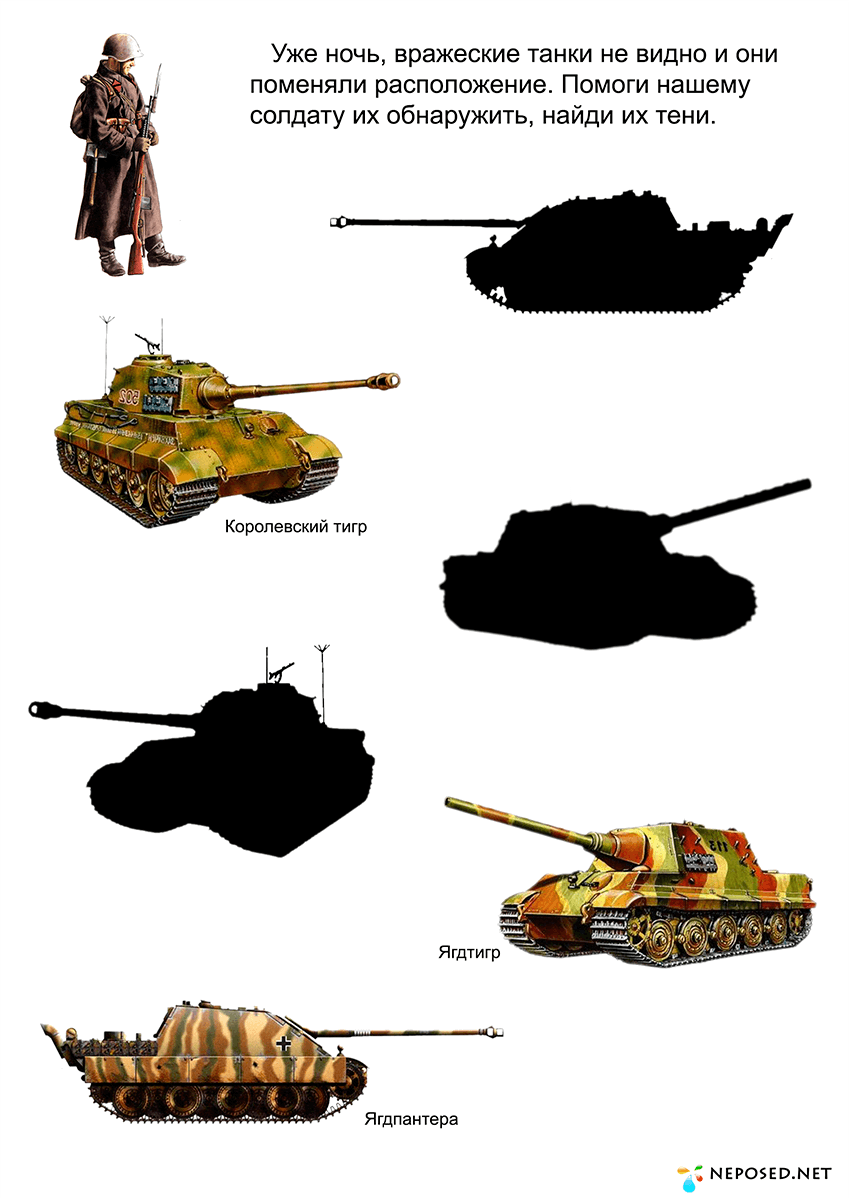 Уже ночь, вражеские танки не видно и они
поменяли расположение. Помоги нашему
солдату их обнаружить, найди их тени.
Королевский тигр
Ягдтигр
Ягдпантера
NEPOSED.NET